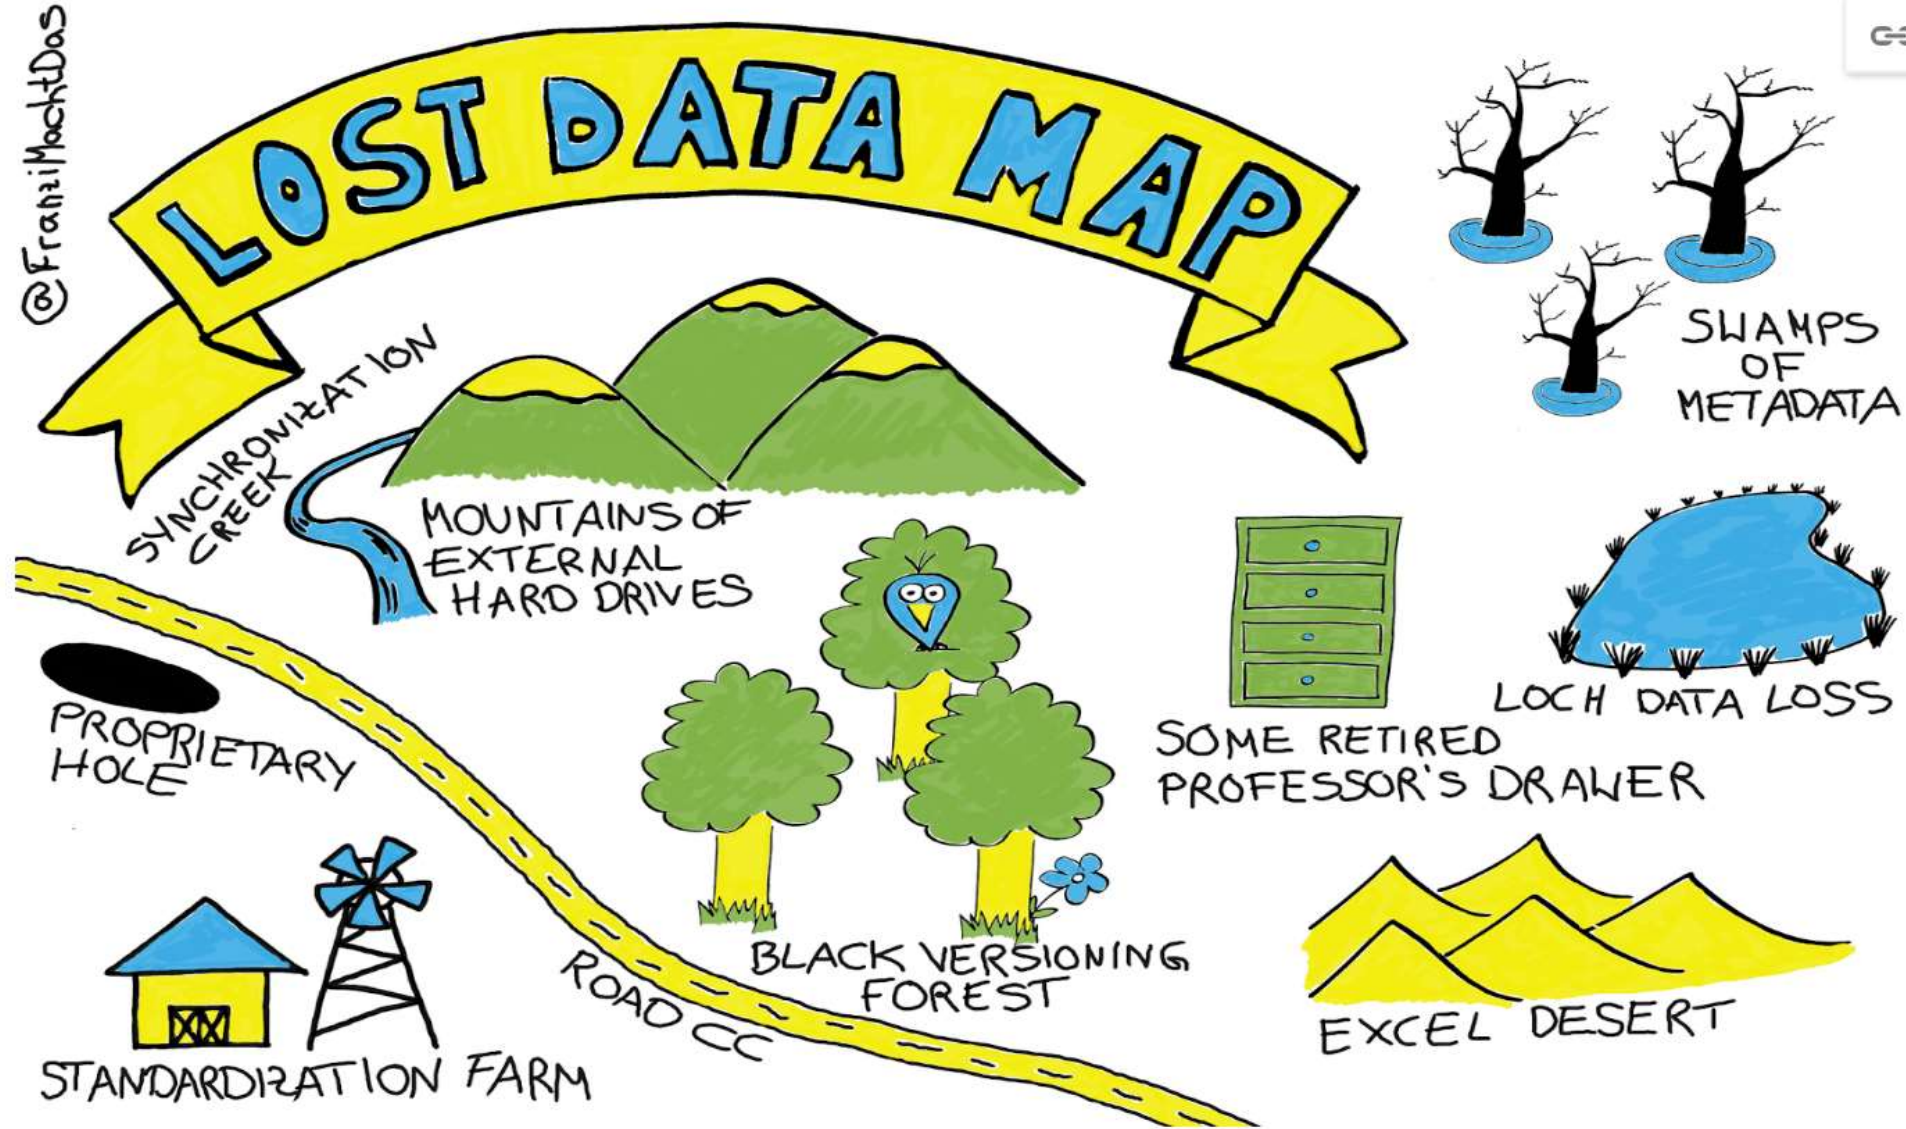 @FranziMachtDas
LOST DATA MAP
SWAMPS
OF
METADATA
SYNCHRONIZATION
CREEK
MOUNTAINS OF
EXTERNAL
HARD DRIVES
LOCH DATA LOSS
SOME RETIRED
PROFESSOR'S DRAWER
PROPRIETARY
HOLE
BLACK VERSIONING
FOREST
ROAD CC
EXCEL DESERT
STANDARDIZATION FARM